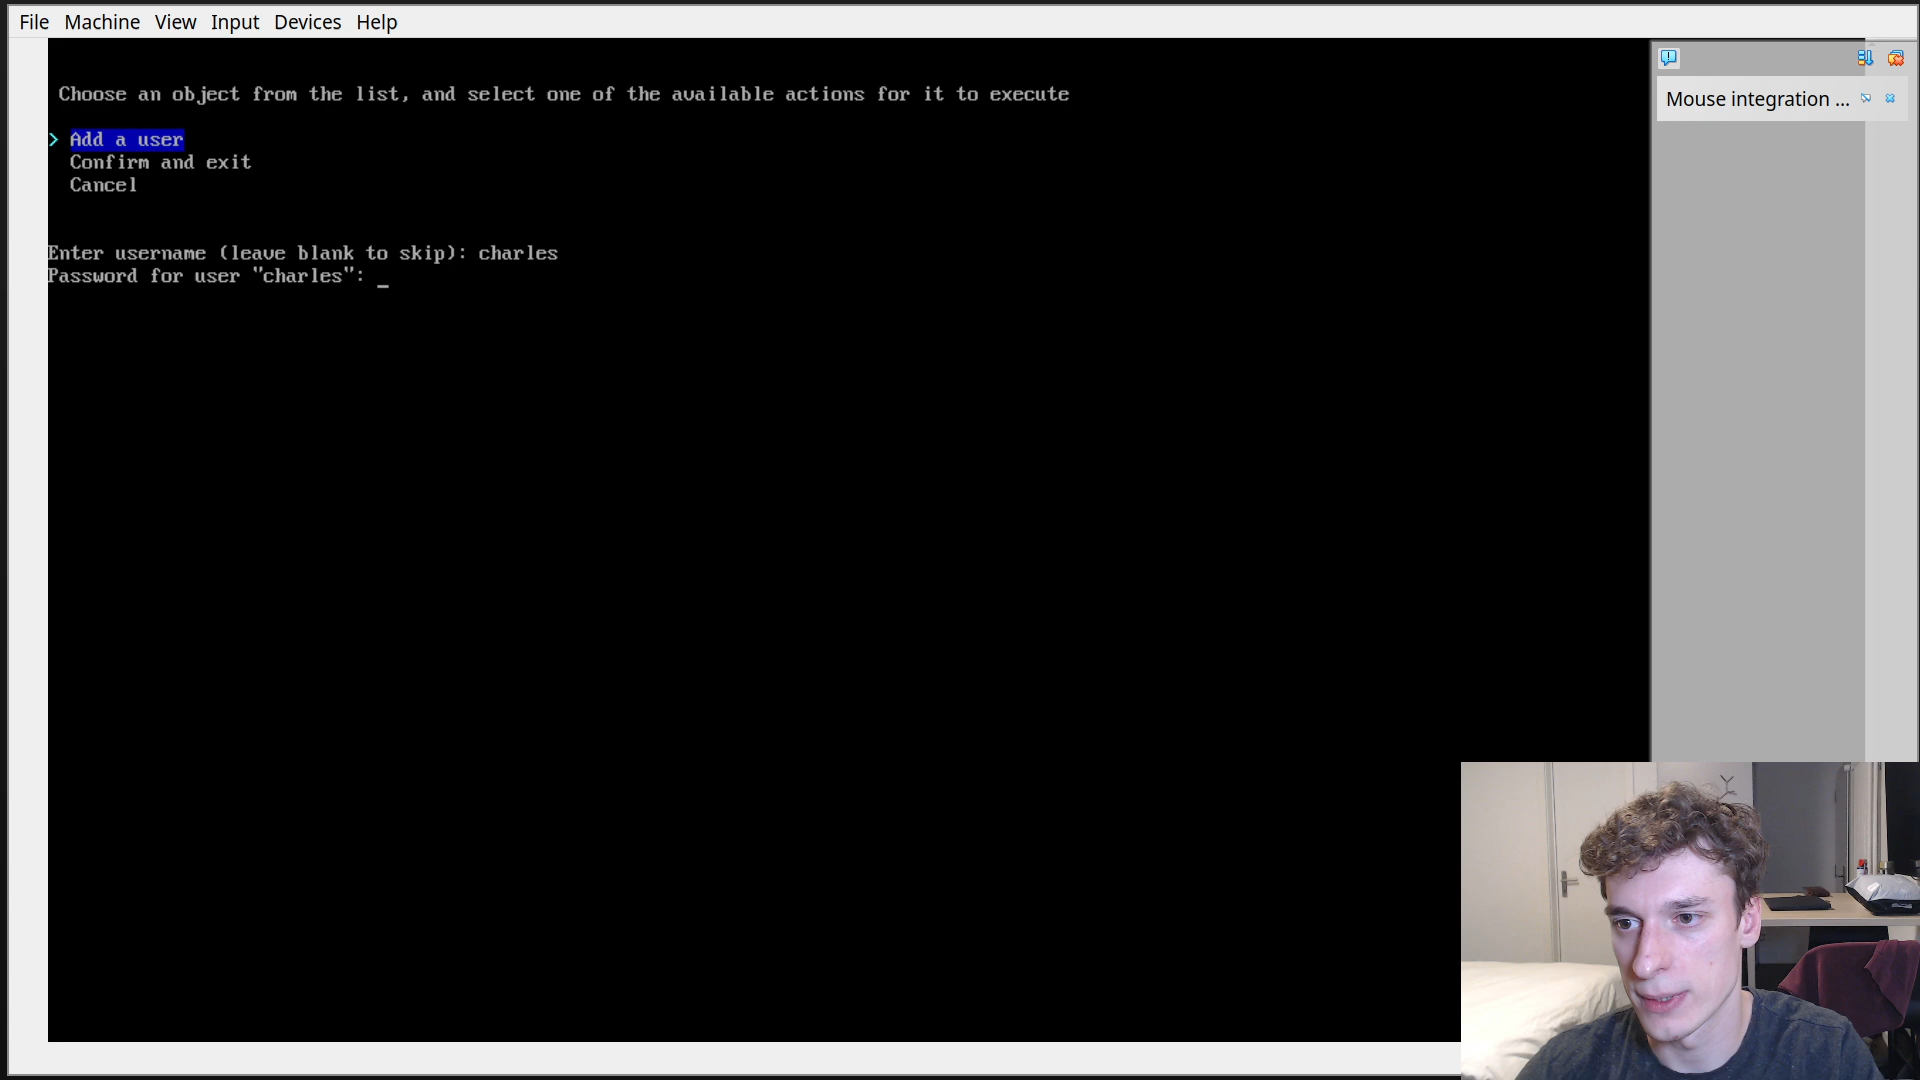 File Machine View Input Devices Help
Choose an object from the list, and select one of the available actions for it to execute
Mouse integration ...
> Add a user
Confirm and exit
Cancel
Enter username (leave blank to skip): charles
Password for user "charles": _